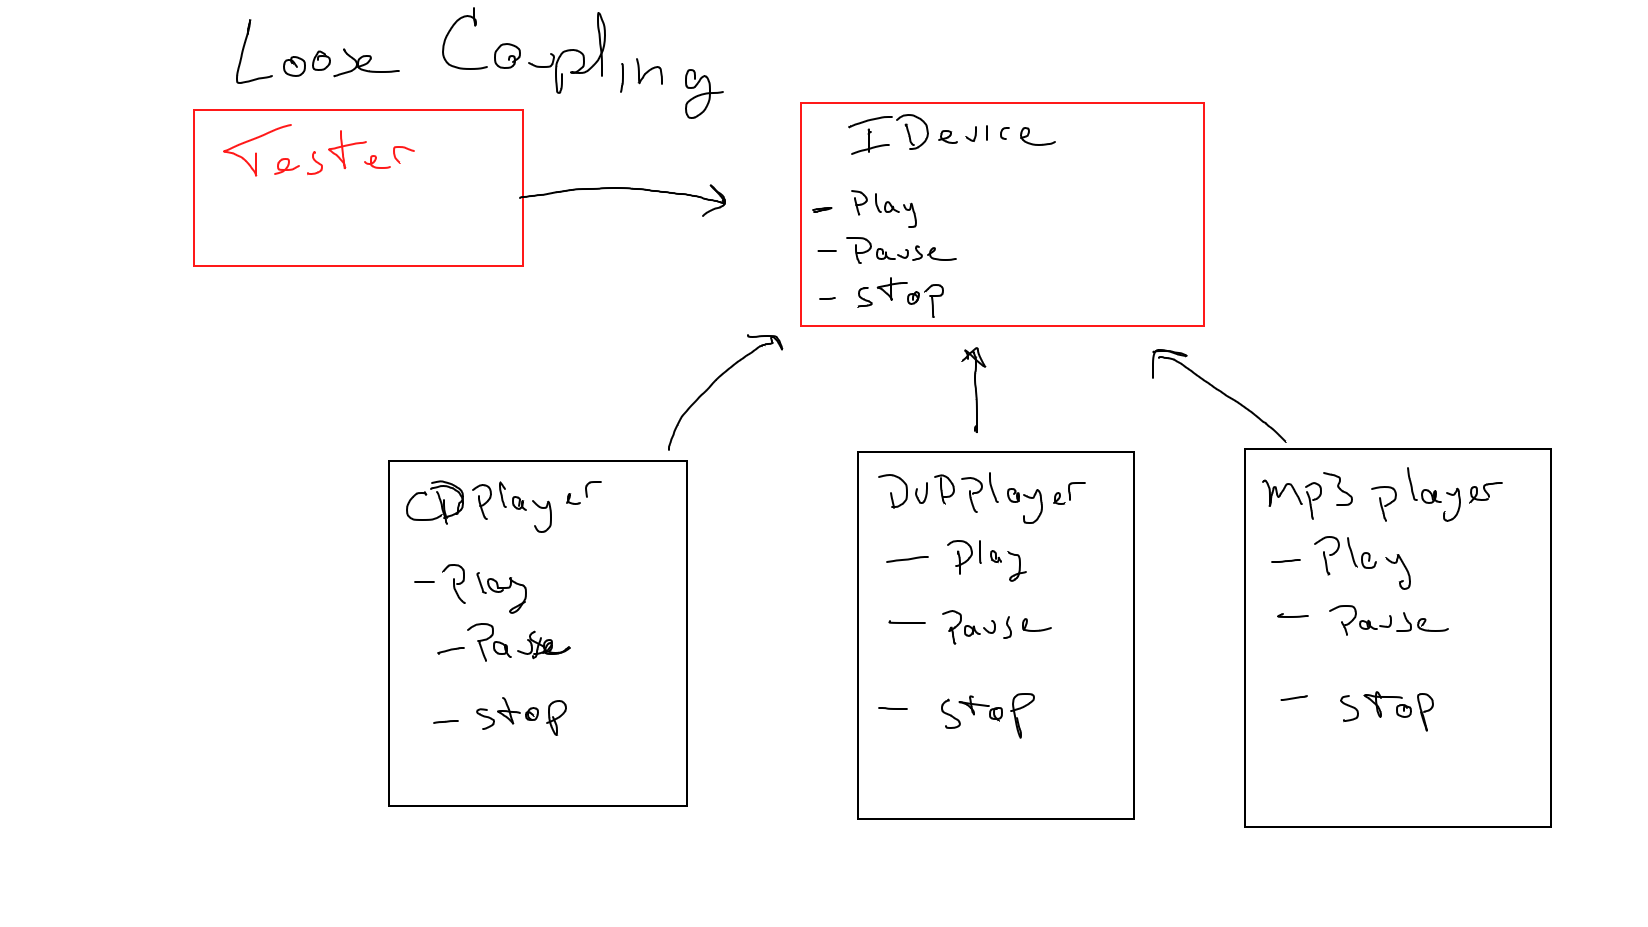 Loose Coupling
Tester
IDevice
- Play
- Pause
- stop
CDPlayer
- Play
- Pause
- stop
DVDPlayer
- Play
- Pause
- stop
mp3 player
- Play
- Pause
- stop